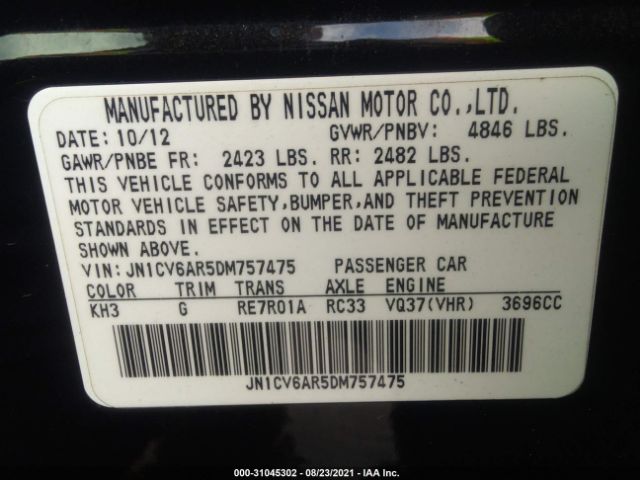 MANUFACTURED BY NISSAN MOTOR CO.,LTD.
DATE: 10/12 GVWR/PNBV: 4846 LBS.
GAWR/PNBE FR: 2423 LBS. RR: 2482 LBS.
THIS VEHICLE CONFORMS TO ALL APPLICABLE FEDERAL
MOTOR VEHICLE SAFETY,BUMPER,AND THEFT PREVENTION
STANDARDS IN EFFECT ON THE DATE OF MANUFACTURE
SHOWN ABOVE.
VIN: JN1CV6AR5DM757475 PASSENGER CAR
COLOR TRIM TRANS AXLE ENGINE
KH3 G RE7R01A RC33 VQ37(VHR) 3696CC
JN1CV6AR5DM757475
000-31045302 - 08/23/2021 - IAA Inc.